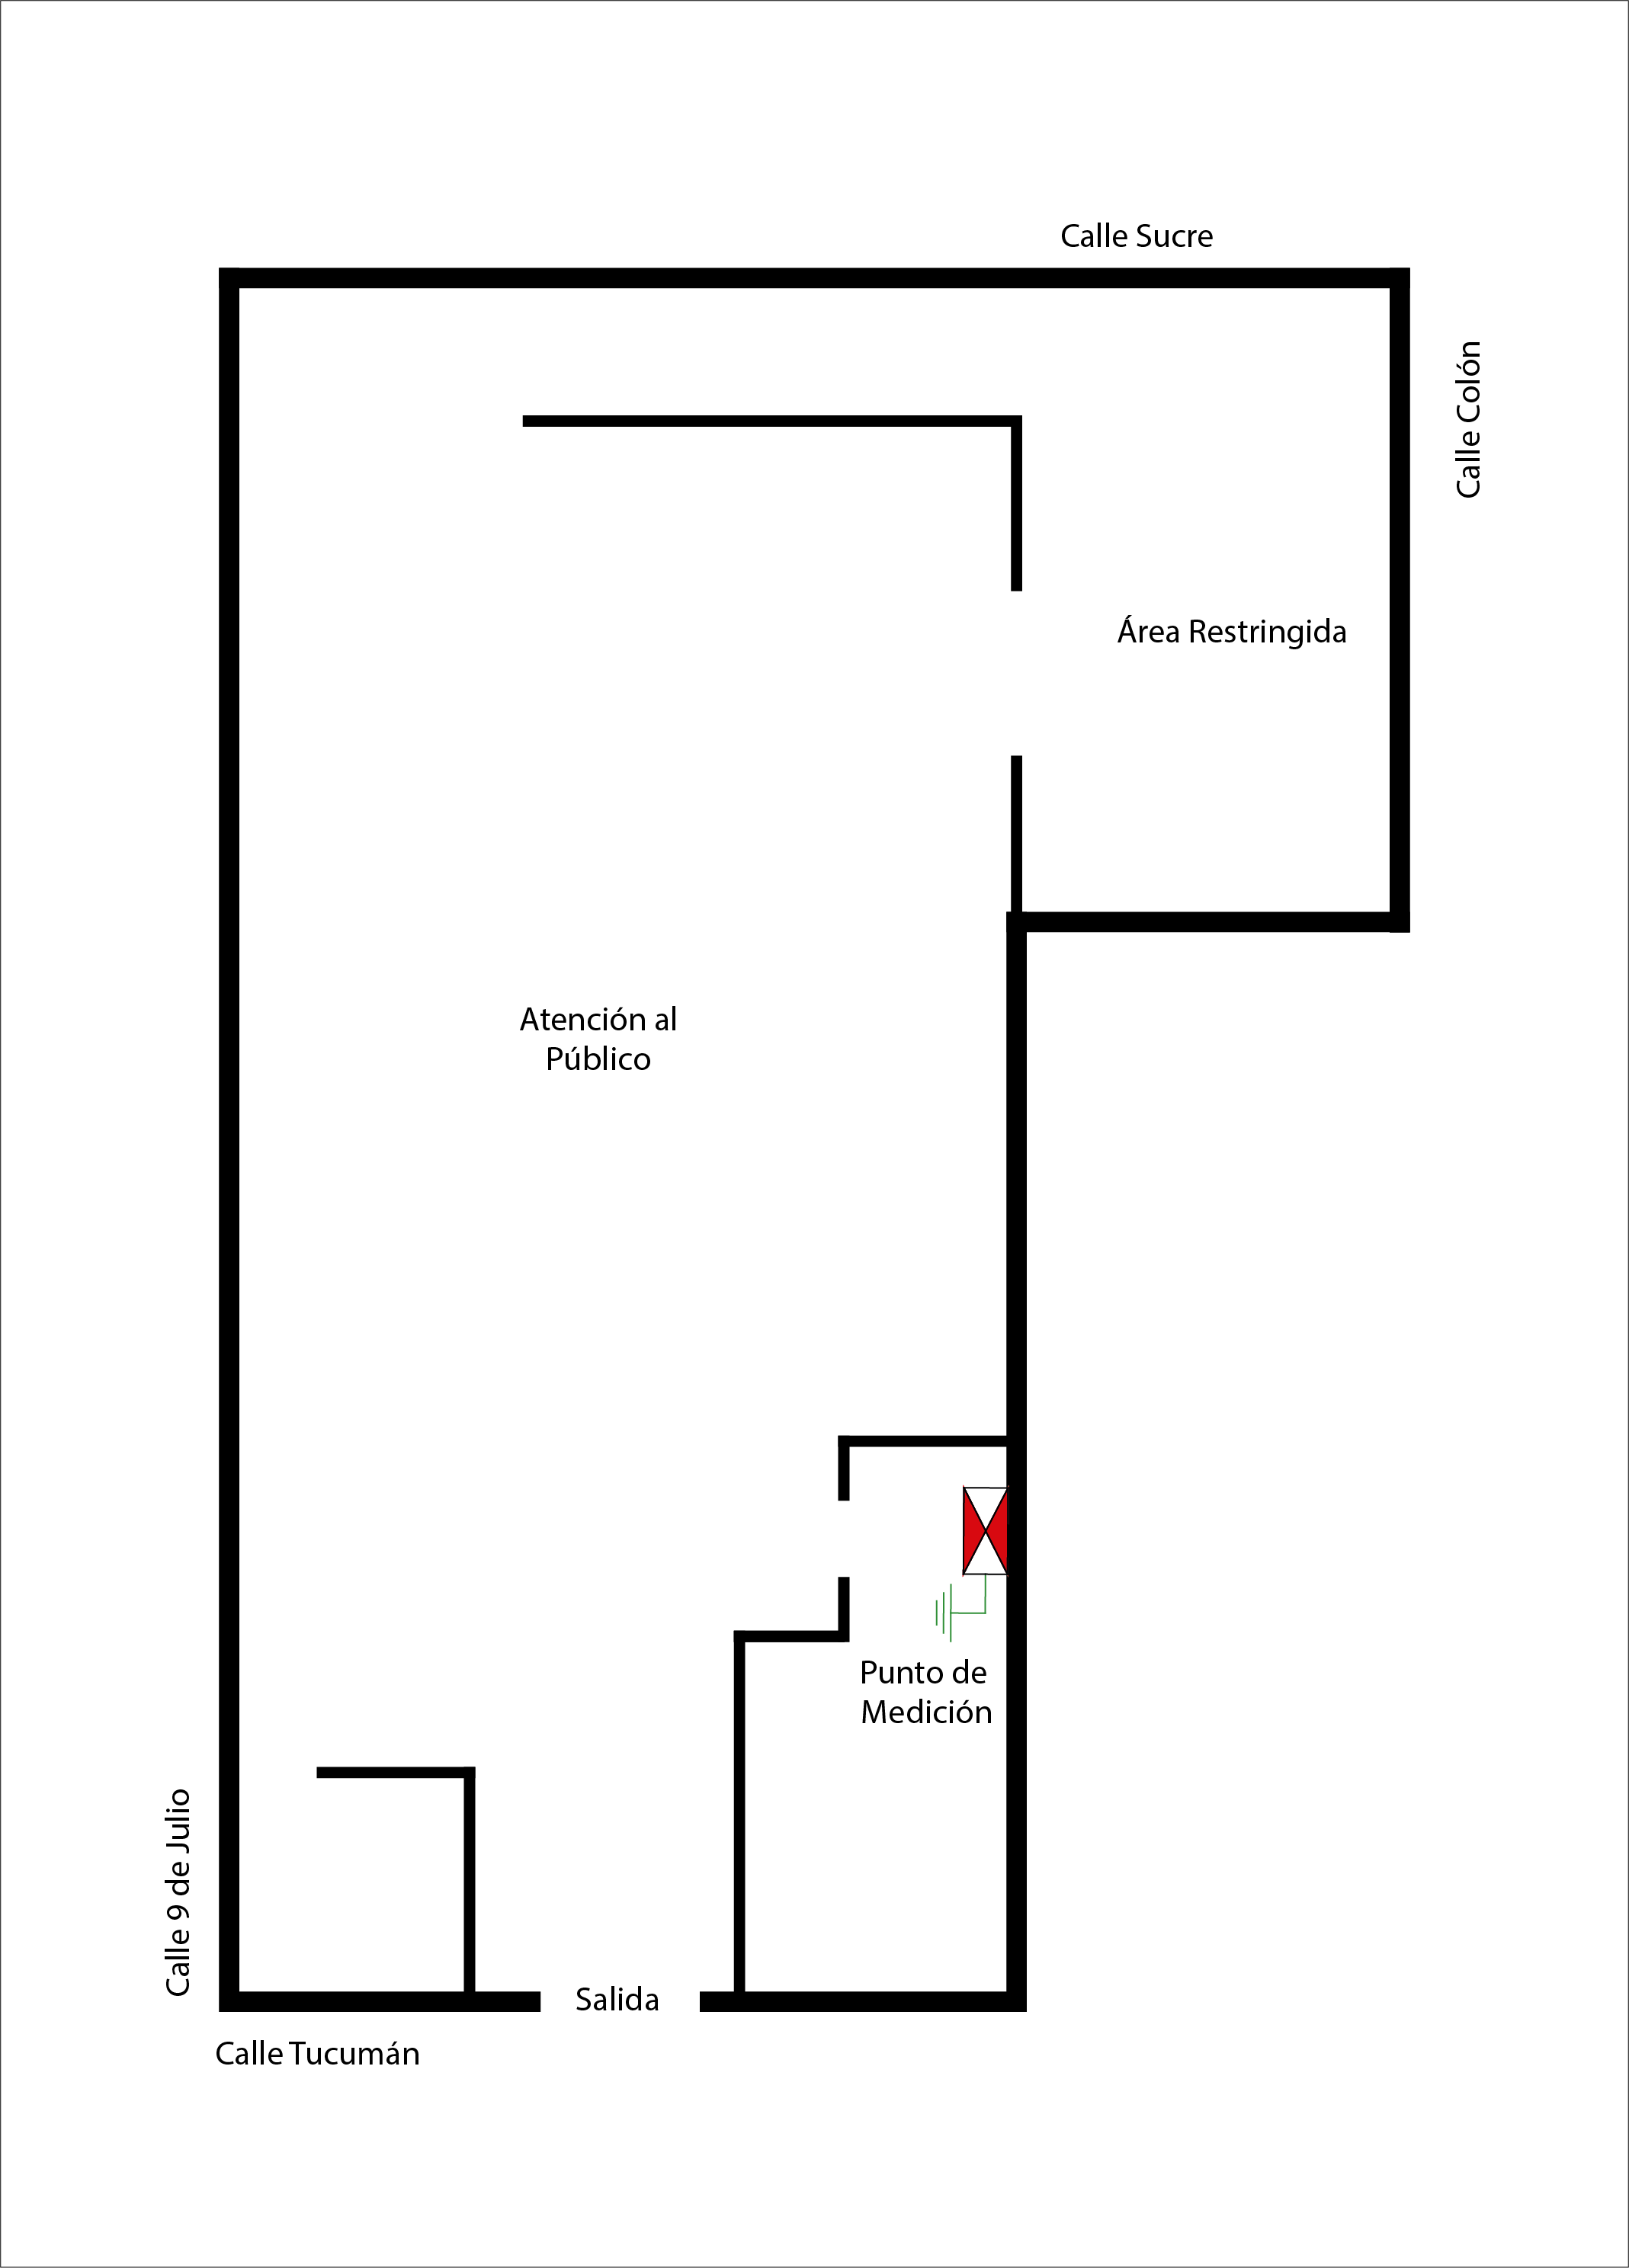 Calle Sucre
Calle Colón
Área Restringida
Atención al
Público
Punto de
Medición
Calle 9 de Julio
Salida
Calle Tucumán